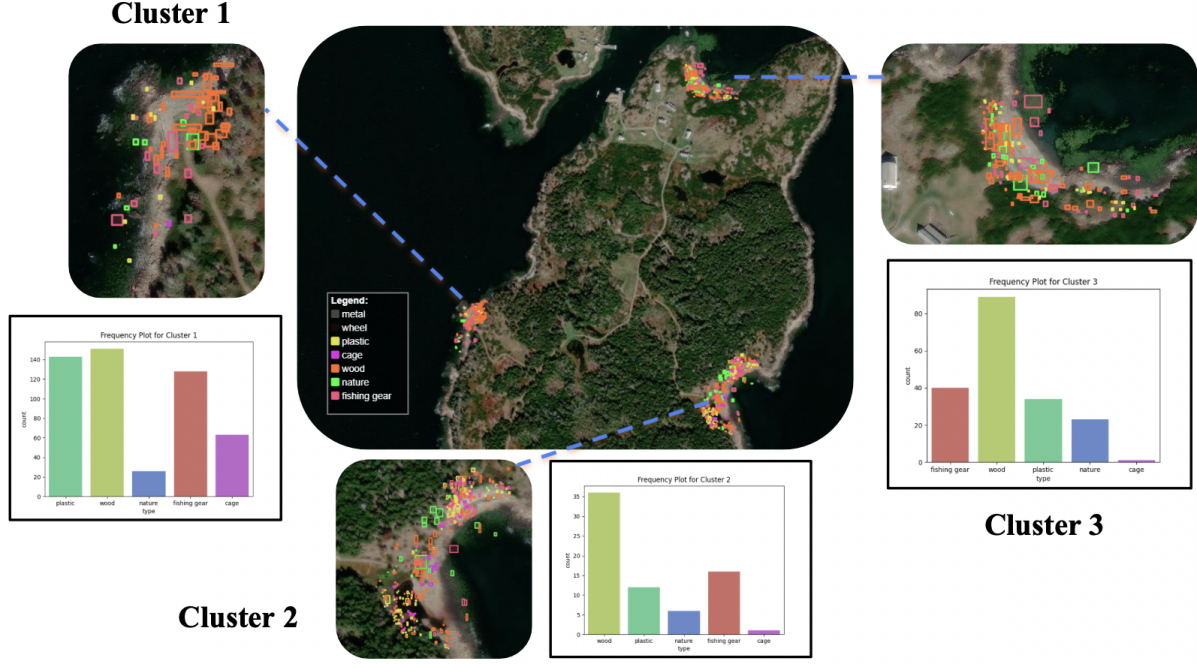 Cluster 1
Legend:
metal
wheel
plastic
cage
wood
nature
fishing gear
Frequency Plot for Cluster 1
count
140
120
100
80
60
40
20
0
plastic wood nature fishing gear cage
type
Cluster 2
Frequency Plot for Cluster 2
count
35
30
25
20
15
10
5
0
wood plastic nature fishing gear cage
type
Frequency Plot for Cluster 3
count
80
60
40
20
0
fishing gear wood plastic nature cage
type
Cluster 3